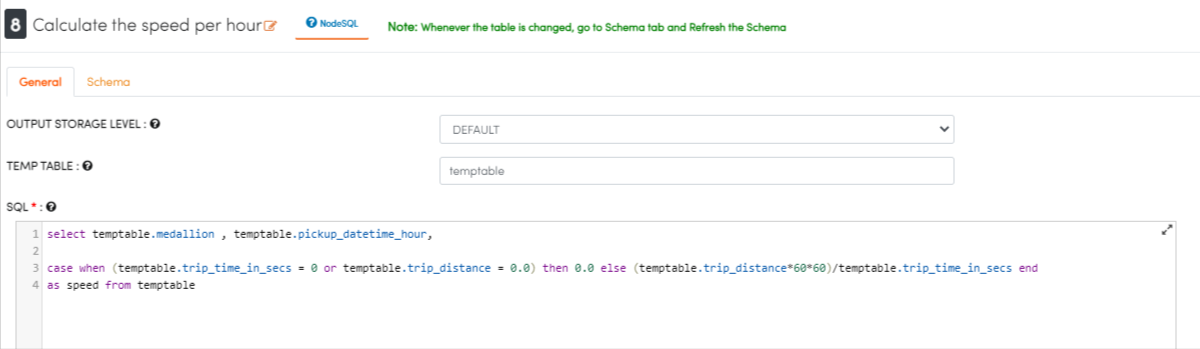 8 Calculate the speed per hour NodeSQL Note: Whenever the table is changed, go to Schema tab and Refresh the Schema
General Schema
OUTPUT STORAGE LEVEL : DEFAULT
TEMP TABLE : temptable
SQL * :
1 select temptable.medallion , temptable.pickup_datetime_hour,
2
3 case when (temptable.trip_time_in_secs = 0 or temptable.trip_distance = 0.0) then 0.0 else (temptable.trip_distance*60*60)/temptable.trip_time_in_secs end
4 as speed from temptable